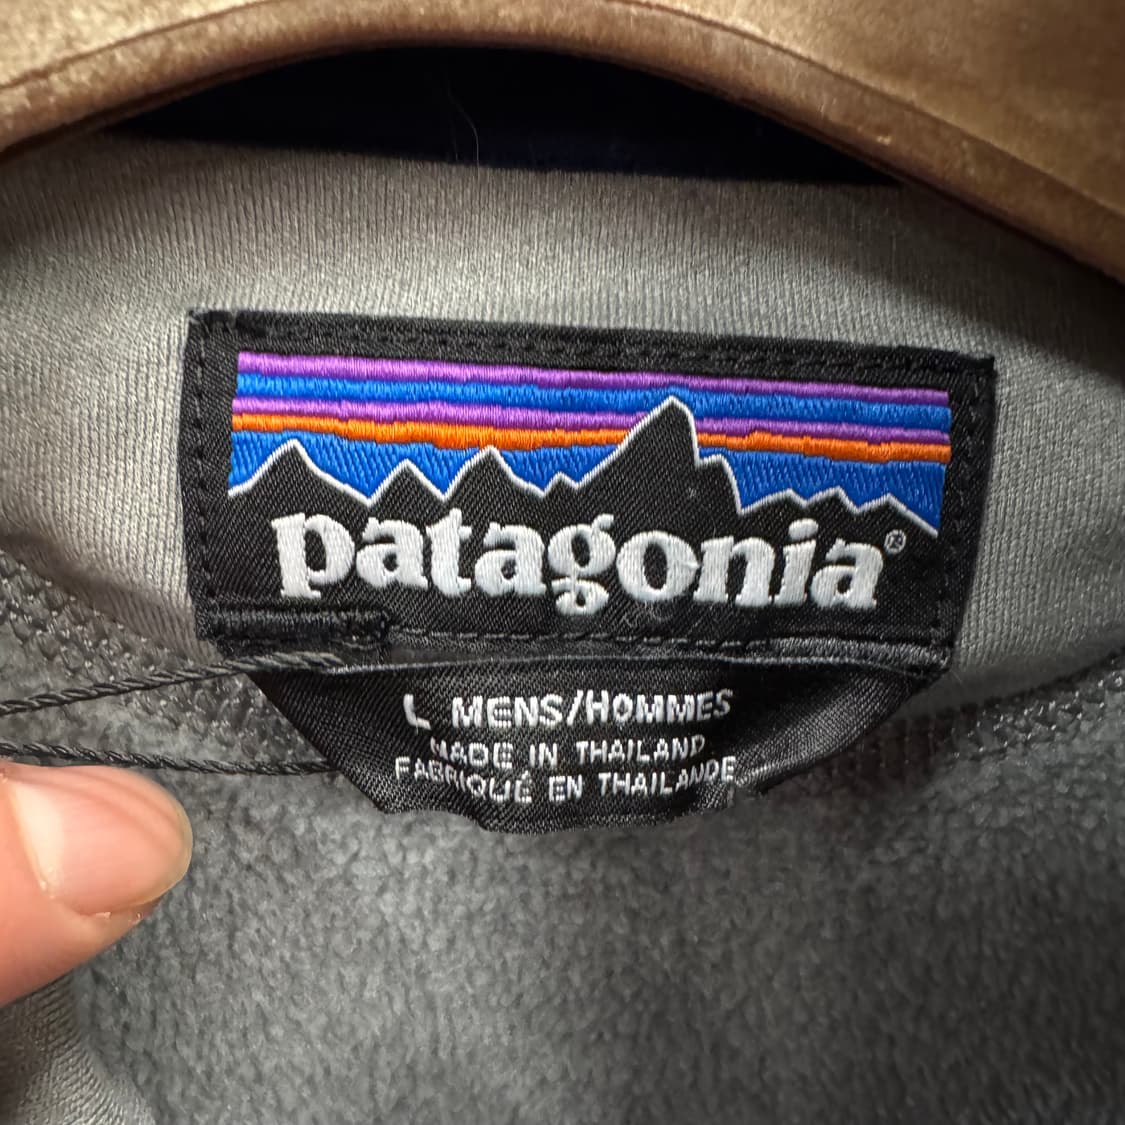 patagonia®
L MENS/HOMMES
MADE IN THAILAND
FABRIQUÉ EN THAILANDE